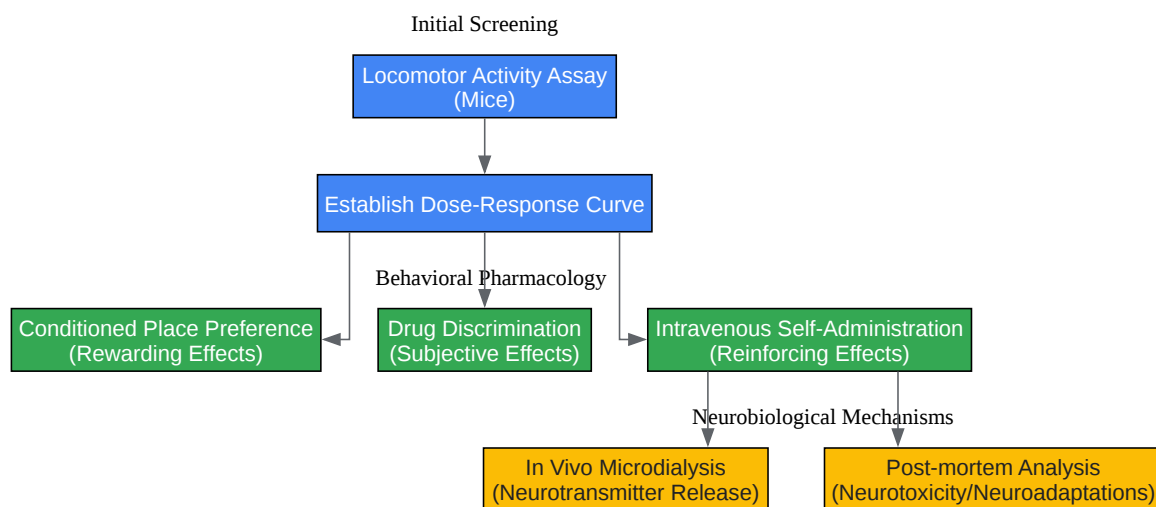 Initial Screening
Locomotor Activity Assay
(Mice)
Establish Dose-Response Curve
Behavioral Pharmacology
Conditioned Place Preference
(Rewarding Effects)
Drug Discrimination
(Subjective Effects)
Intravenous Self-Administration
(Reinforcing Effects)
Neurobiological Mechanisms
In Vivo Microdialysis
(Neurotransmitter Release)
Post-mortem Analysis
(Neurotoxicity/Neuroadaptations)